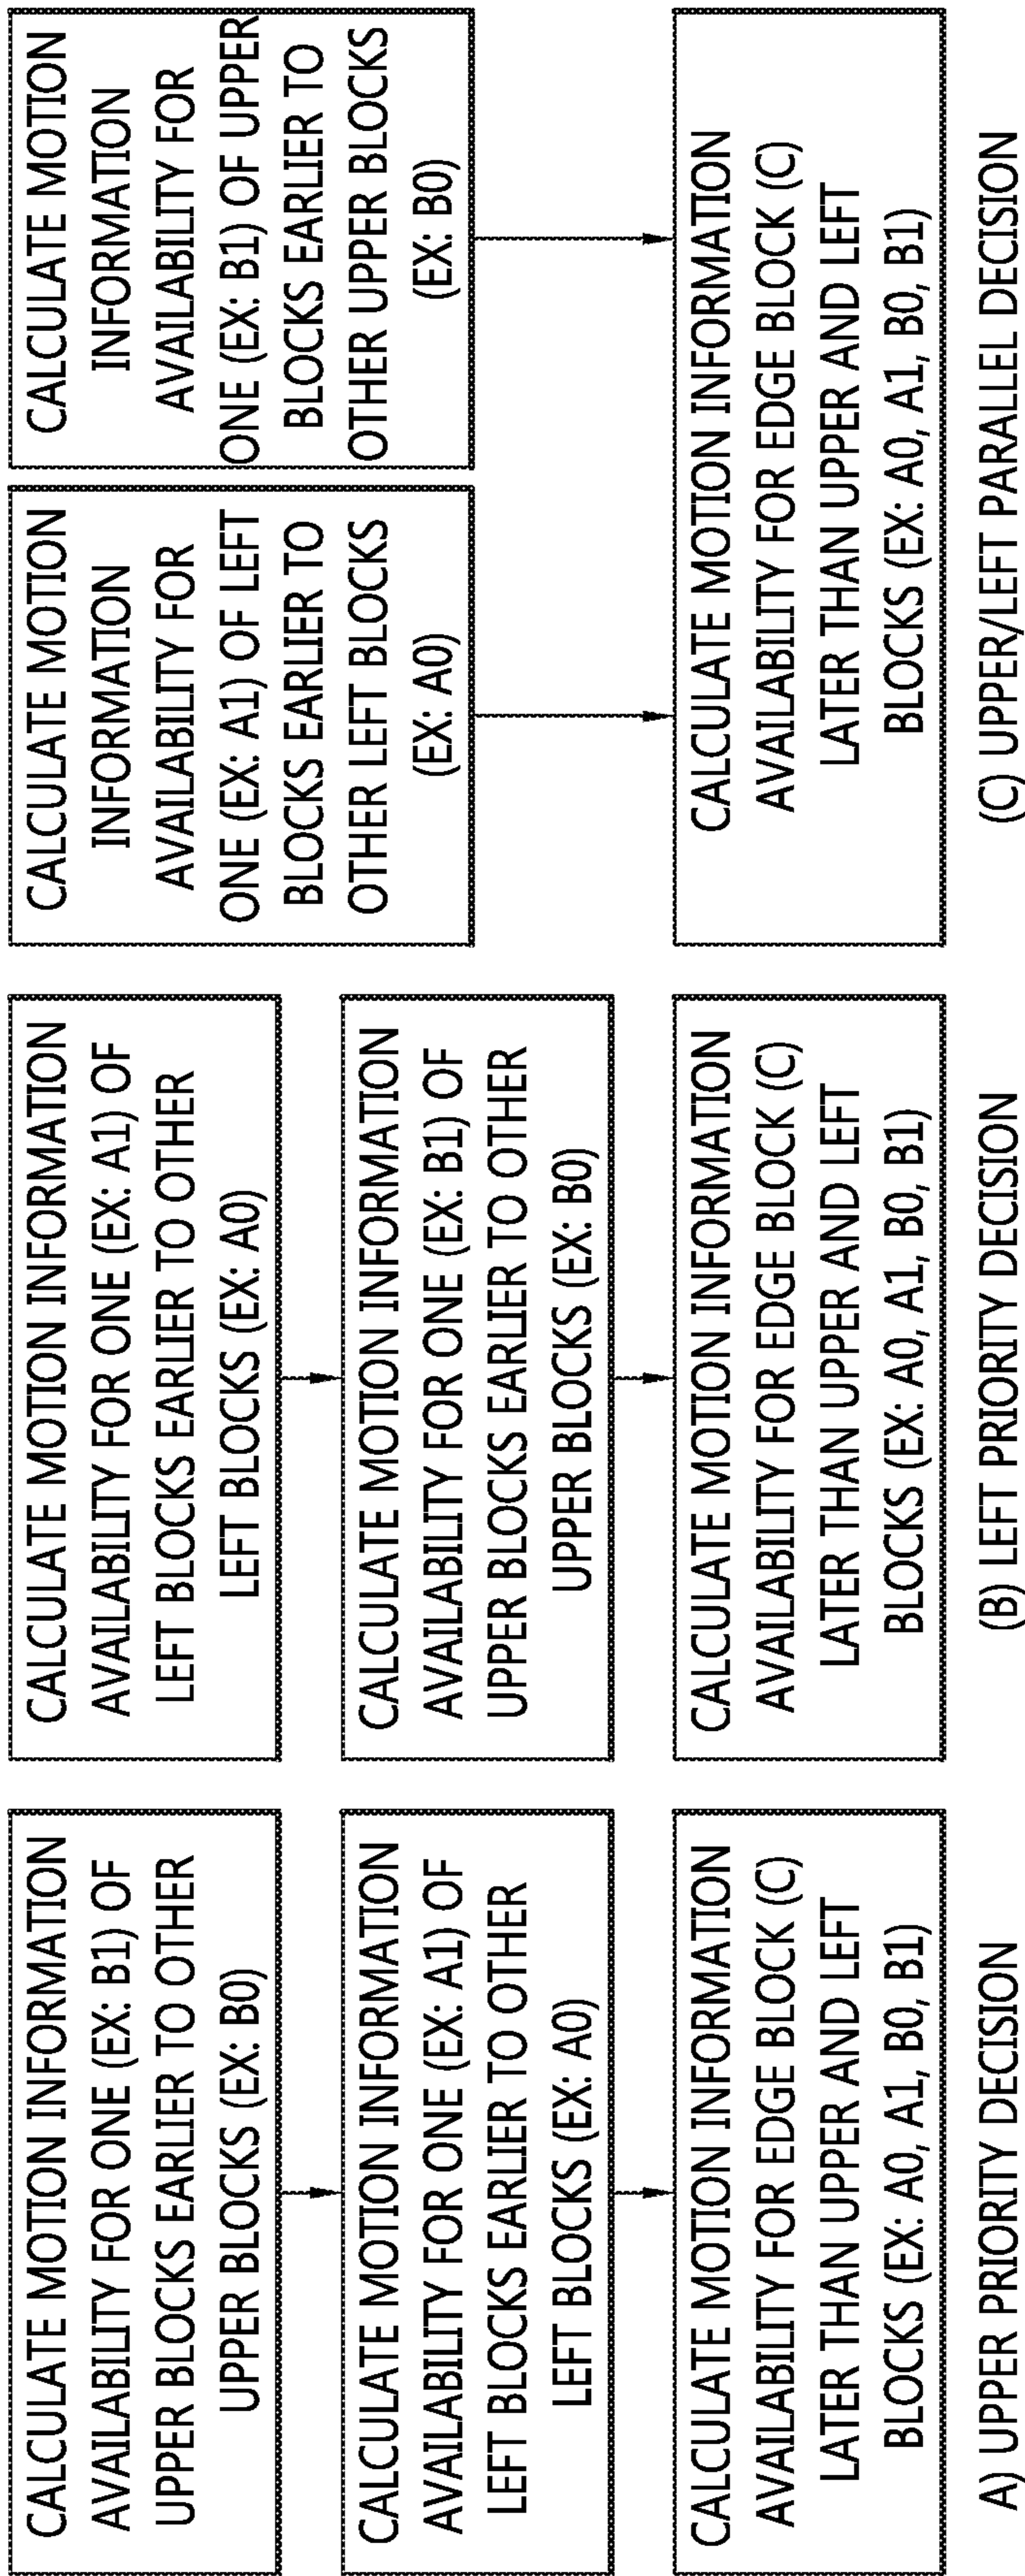 CALCULATE MOTION INFORMATION
AVAILABILITY FOR ONE (EX: B1) OF
UPPER BLOCKS EARLIER TO OTHER
UPPER BLOCKS (EX: B0)
CALCULATE MOTION INFORMATION
AVAILABILITY FOR ONE (EX: A1) OF
LEFT BLOCKS EARLIER TO OTHER
LEFT BLOCKS (EX: A0)
CALCULATE MOTION INFORMATION
AVAILABILITY FOR EDGE BLOCK (C)
LATER THAN UPPER AND LEFT
BLOCKS (EX: A0, A1, B0, B1)
A) UPPER PRIORITY DECISION
CALCULATE MOTION INFORMATION
AVAILABILITY FOR ONE (EX: A1) OF
LEFT BLOCKS EARLIER TO OTHER
LEFT BLOCKS (EX: A0)
CALCULATE MOTION INFORMATION
AVAILABILITY FOR ONE (EX: B1) OF
UPPER BLOCKS EARLIER TO OTHER
UPPER BLOCKS (EX: B0)
CALCULATE MOTION INFORMATION
AVAILABILITY FOR EDGE BLOCK (C)
LATER THAN UPPER AND LEFT
BLOCKS (EX: A0, A1, B0, B1)
(B) LEFT PRIORITY DECISION
CALCULATE MOTION
INFORMATION
AVAILABILITY FOR
ONE (EX: A1) OF LEFT
BLOCKS EARLIER TO
OTHER LEFT BLOCKS
(EX: A0)
CALCULATE MOTION
INFORMATION
AVAILABILITY FOR
ONE (EX: B1) OF UPPER
BLOCKS EARLIER TO
OTHER UPPER BLOCKS
(EX: B0)
CALCULATE MOTION INFORMATION
AVAILABILITY FOR EDGE BLOCK (C)
LATER THAN UPPER AND LEFT
BLOCKS (EX: A0, A1, B0, B1)
(C) UPPER/LEFT PARALLEL DECISION